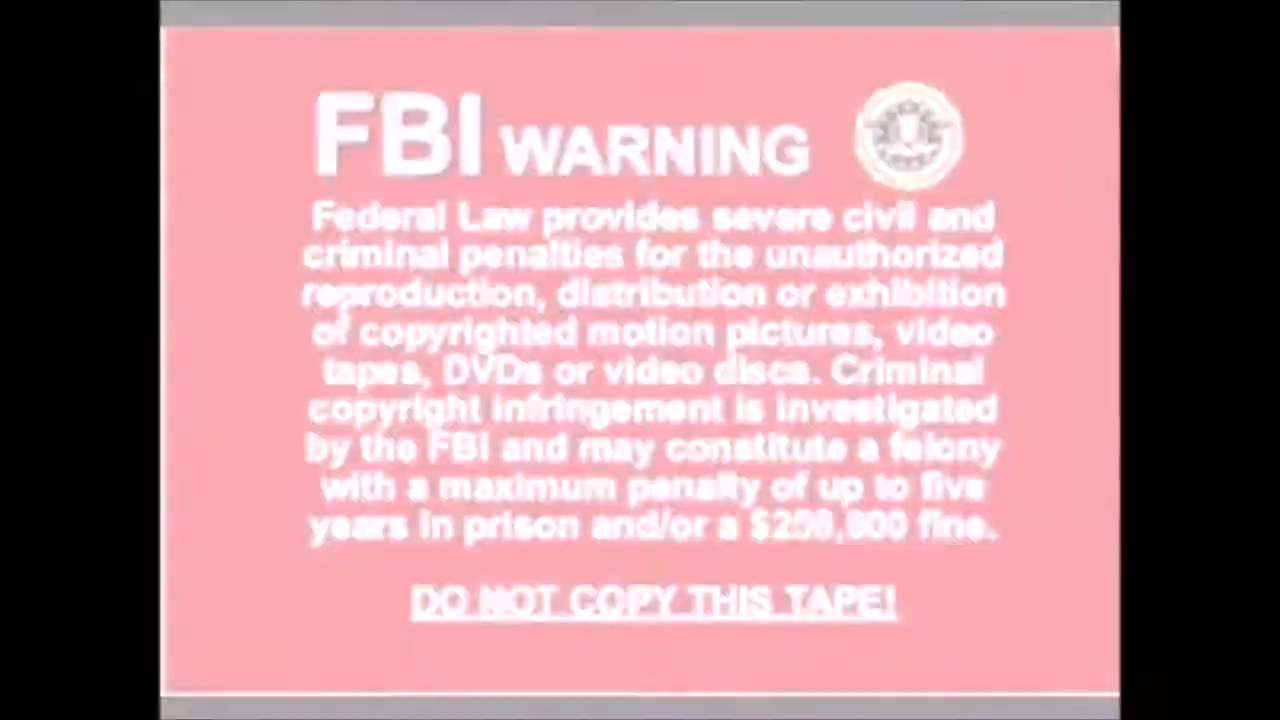 FBI WARNING
Federal Law provides severe civil and
criminal penalties for the unauthorized
reproduction, distribution or exhibition
of copyrighted motion pictures, video
tapes, DVDs or video discs. Criminal
copyright infringement is investigated
by the FBI and may constitute a felony
with a maximum penalty of up to five
years in prison and/or a $250,000 fine.
DO NOT COPY THIS TAPE!